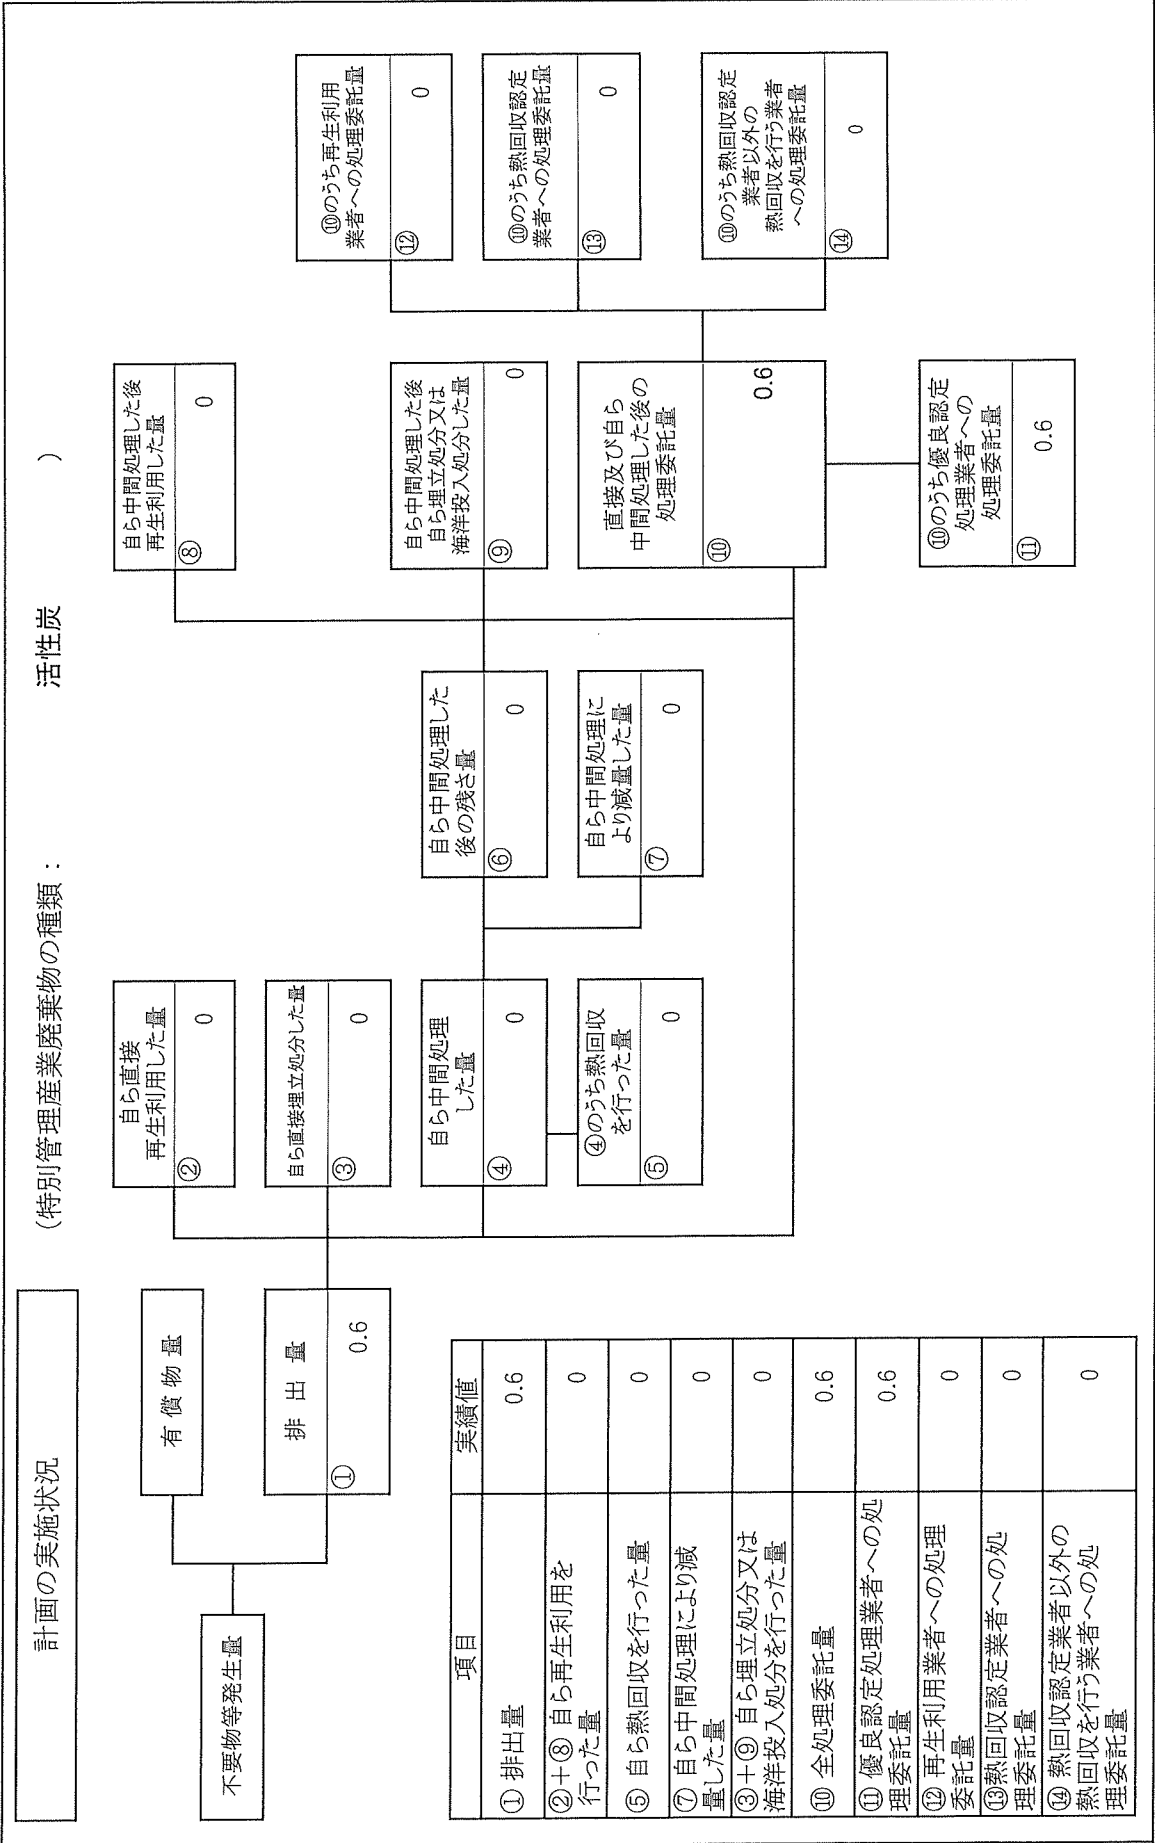 計画の実施状況
(特別管理産業廃棄物の種類: 活性炭 )
不要物等発生量
有償物量
排出量
① 0.6
自ら直接
再生利用した量
② 0
自ら直接埋立処分した量
③ 0
自ら中間処理
した量
④ 0
④のうち熱回収
を行った量
⑤ 0
自ら中間処理した
後の残さ量
⑥ 0
自ら中間処理に
より減量した量
⑦ 0
自ら中間処理した後
再生利用した量
⑧ 0
自ら中間処理した後
自ら埋立処分又は
海洋投入処分した量
⑨ 0
直接及び自ら
中間処理した後の
処理委託量
⑩ 0.6
⑩のうち優良認定
処理業者への
処理委託量
⑪ 0.6
⑩のうち再生利用
業者への処理委託量
⑫ 0
⑩のうち熱回収認定
業者への処理委託量
⑬ 0
⑩のうち熱回収認定
業者以外の
熱回収を行う業者
への処理委託量
⑭ 0
項目 実績値
①排出量 0.6
②+⑧ 自ら再生利用を
行った量 0
⑤ 自ら熱回収を行った量 0
⑦ 自ら中間処理により減
量した量 0
③+⑨ 自ら埋立処分又は
海洋投入処分を行った量 0
⑩ 全処理委託量 0.6
⑪ 優良認定処理業者への処
理委託量 0.6
⑫ 再生利用業者への処理
委託量 0
⑬熱回収認定業者への処
理委託量 0
⑭ 熱回収認定業者以外の
熱回収を行う業者への処
理委託量 0